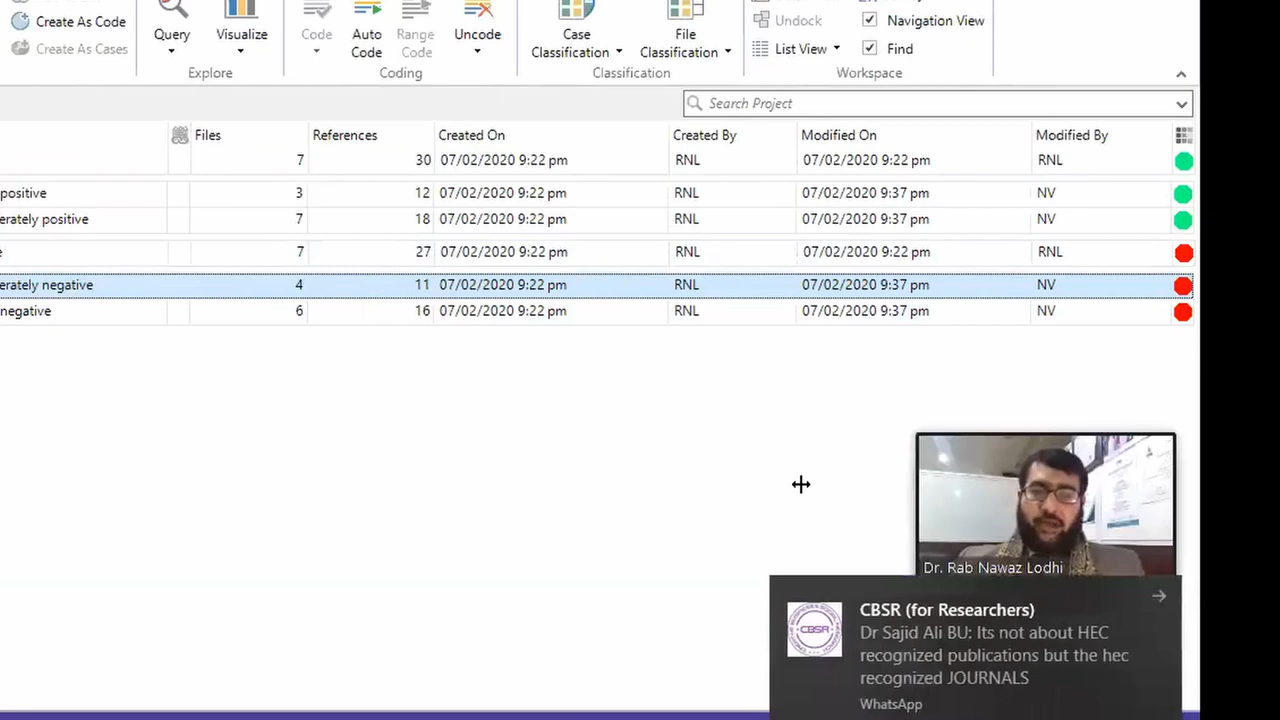 Create As Code
Create As Cases
Query
Visualize
Code
Auto
Code
Range
Code
Uncode
Case
Classification
File
Classification
Undock
Navigation View
List View
Find
Explore
Coding
Classification
Workspace
Search Project
Files References Created On Created By Modified On Modified By
7 30 07/02/2020 9:22 pm RNL 07/02/2020 9:22 pm RNL
positive 3 12 07/02/2020 9:22 pm RNL 07/02/2020 9:37 pm NV
erately positive 7 18 07/02/2020 9:22 pm RNL 07/02/2020 9:37 pm NV
e 7 27 07/02/2020 9:22 pm RNL 07/02/2020 9:22 pm RNL
erately negative 4 11 07/02/2020 9:22 pm RNL 07/02/2020 9:37 pm NV
negative 6 16 07/02/2020 9:22 pm RNL 07/02/2020 9:37 pm NV
Dr. Rab Nawaz Lodhi
CBSR
CBSR (for Researchers)
Dr Sajid Ali BU: Its not about HEC
recognized publications but the hec
recognized JOURNALS
WhatsApp